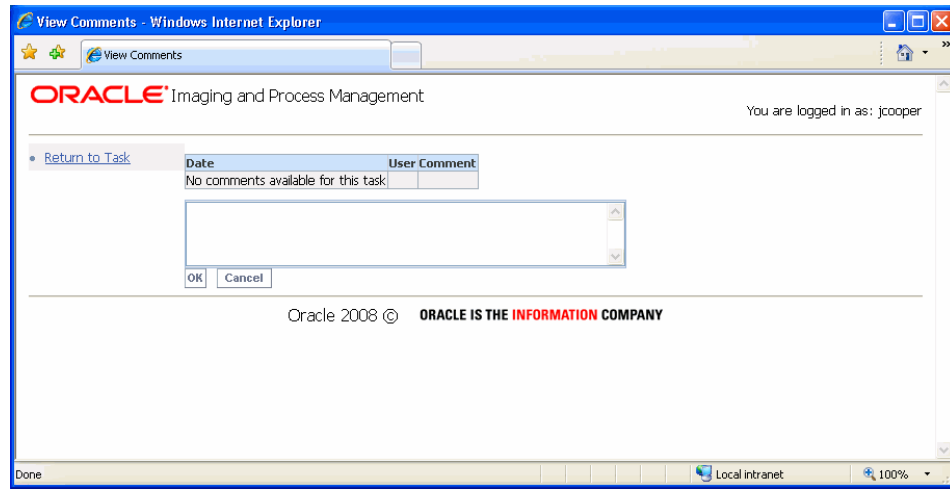 View Comments - Windows Internet Explorer
View Comments
»
ORACLE® Imaging and Process Management
You are logged in as: jcooper
• Return to Task
Date User Comment
No comments available for this task
OK Cancel
Oracle 2008 © ORACLE IS THE INFORMATION COMPANY
Done Local intranet 100%